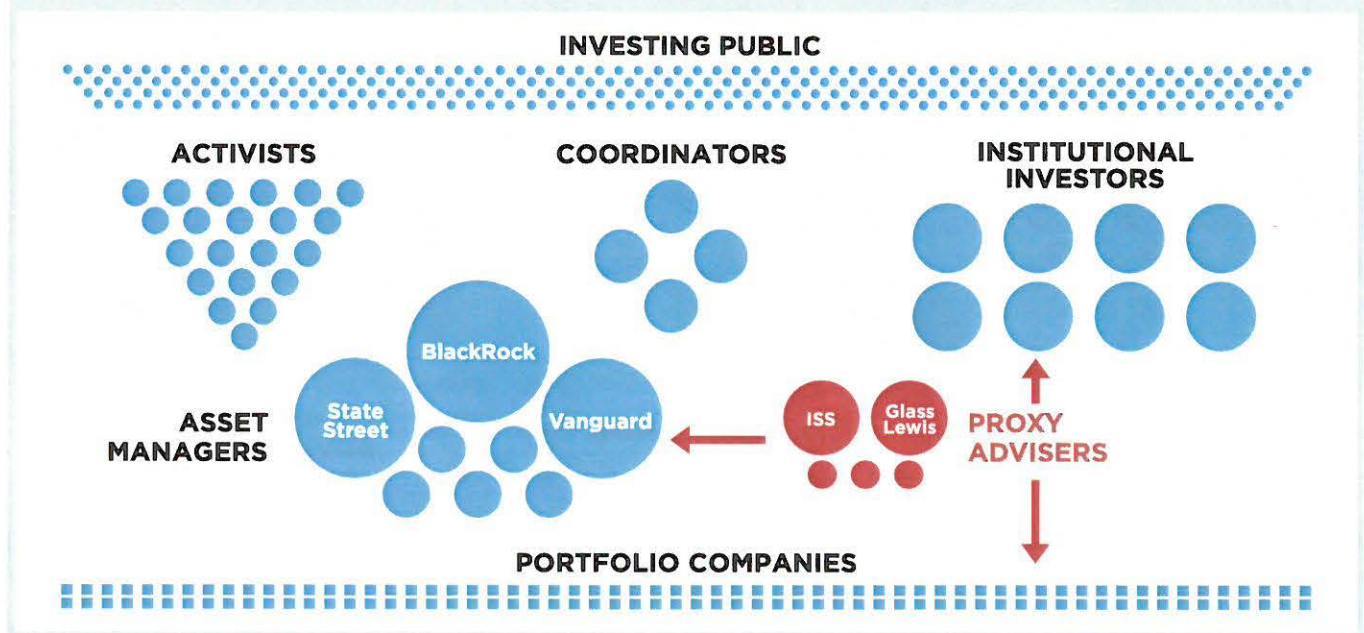 INVESTING PUBLIC
ACTIVISTS
COORDINATORS
INSTITUTIONAL
INVESTORS
BlackRock
State
Street
Vanguard
ASSET
MANAGERS
ISS
Glass
Lewis
PROXY
ADVISERS
PORTFOLIO COMPANIES